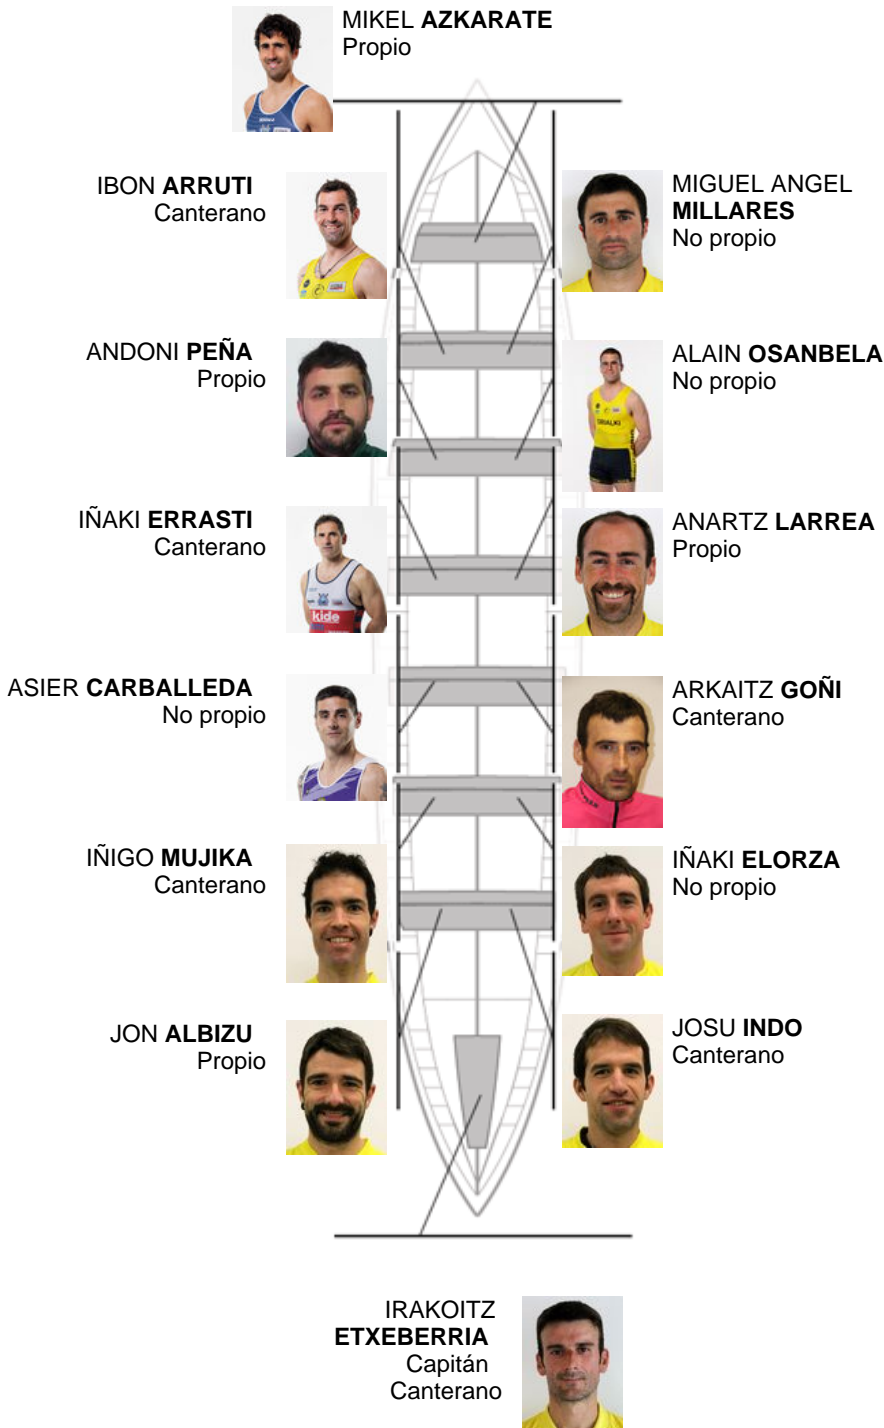 MIKEL AZKARATE
Propio
IBON ARRUTI
Canterano
MIGUEL ANGEL
MILLARES
No propio
ANDONI PEÑA
Propio
ALAIN OSANBELA
No propio
IÑAKI ERRASTI
Canterano
kide
ANARTZ LARREA
Propio
ASIER CARBALLEDA
No propio
ARKAITZ GOÑI
Canterano
IÑIGO MUJIKA
Canterano
IÑAKI ELORZA
No propio
JON ALBIZU
Propio
JOSU INDO
Canterano
IRAKOITZ
ETXEBERRIA
Capitán
Canterano